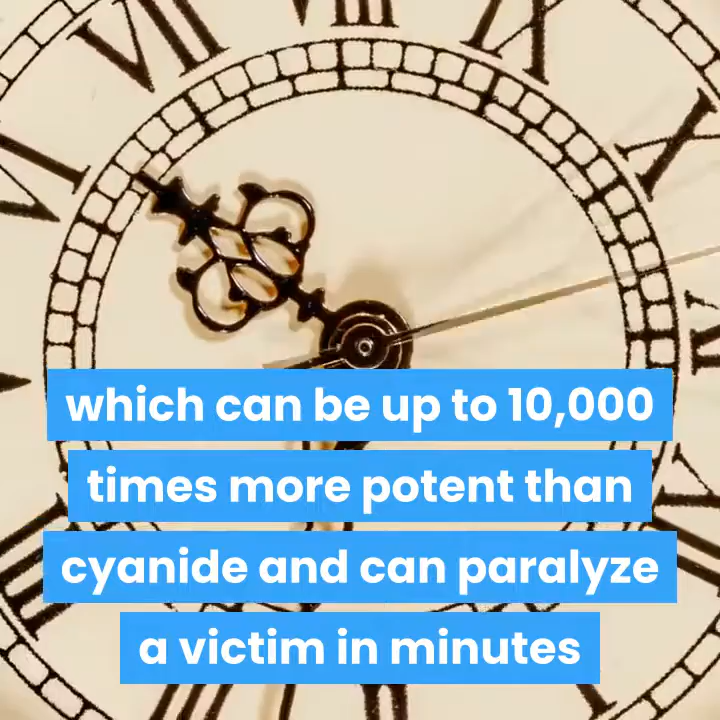 which can be up to 10,000
times more potent than
cyanide and can paralyze
a victim in minutes